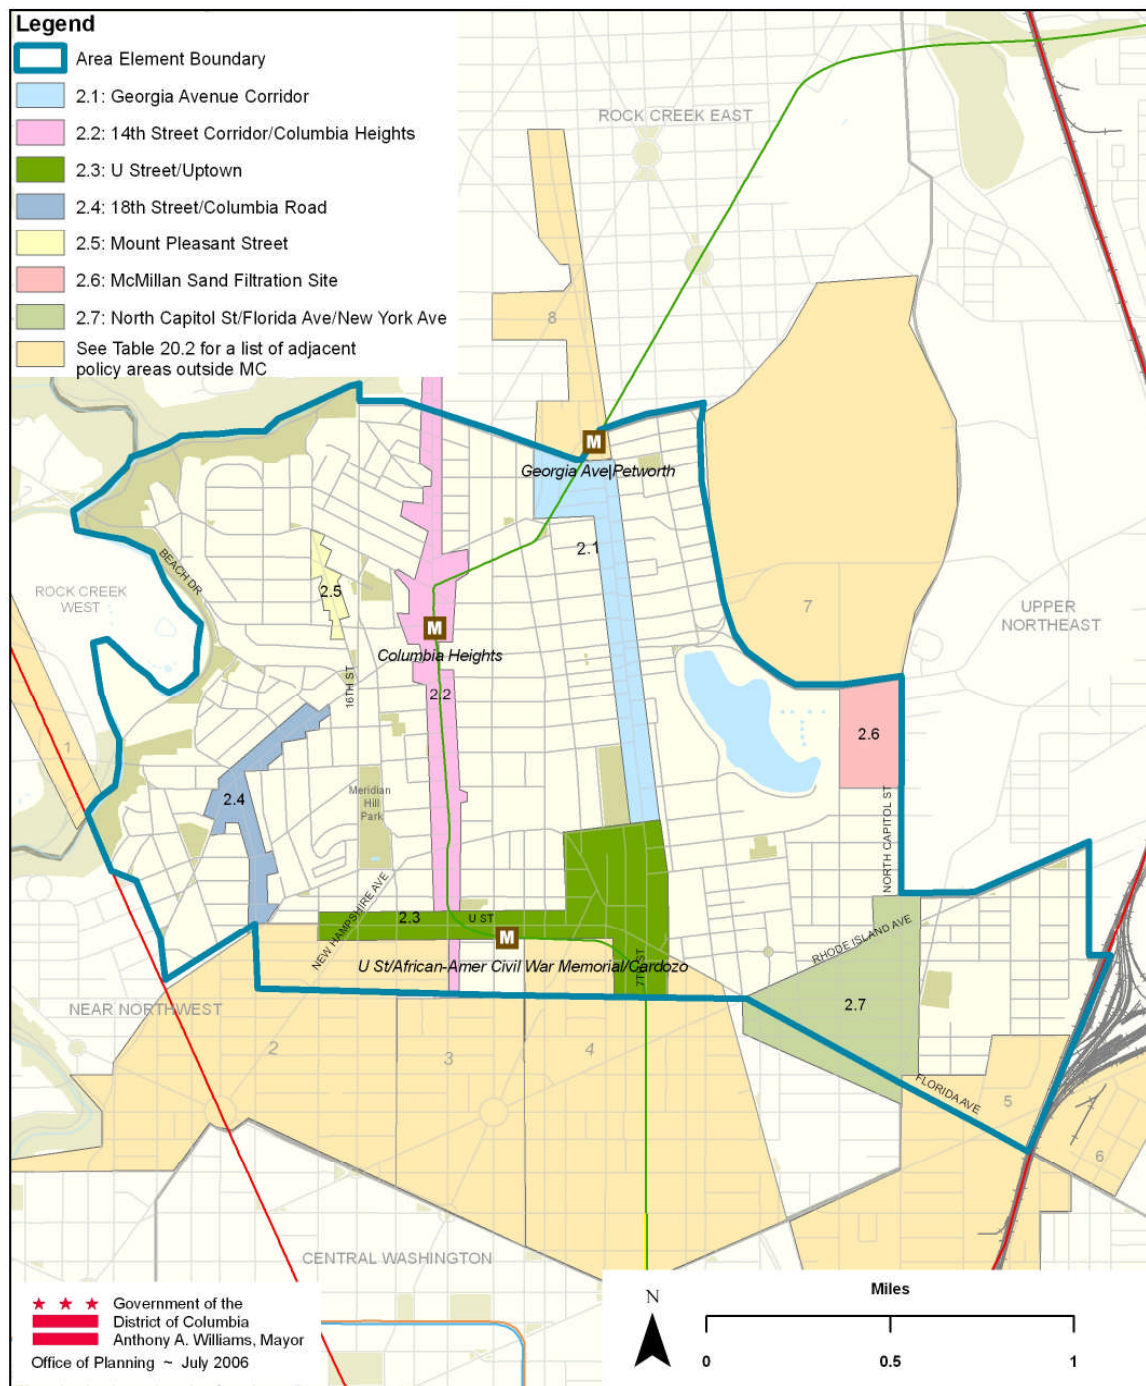 Legend
Area Element Boundary
2.1: Georgia Avenue Corridor
2.2: 14th Street Corridor/Columbia Heights
2.3: U Street/Uptown
2.4: 18th Street/Columbia Road
2.5: Mount Pleasant Street
2.6: McMillan Sand Filtration Site
2.7: North Capitol St/Florida Ave/New York Ave
See Table 20.2 for a list of adjacent
policy areas outside MC
ROCK CREEK EAST
8
M
Georgia Ave|Petworth
2.1
BEACH DR
ROCK CREEK
WEST
2.5
7
UPPER
NORTHEAST
M
Columbia Heights
16TH ST
2.2
2.6
1
2.4
Meridian
Hill
Park
NORTH CAPITOL ST
NEW HAMPSHIRE AVE
2.3
U ST
M
RHODE ISLAND AVE
U St/African-Amer Civil War Memorial/Cardozo
7TH ST
2.7
NEAR NORTHWEST
2
3
4
FLORIDA AVE
5
6
CENTRAL WASHINGTON
Government of the
District of Columbia
Anthony A. Williams, Mayor
Office of Planning ~ July 2006
N
Miles
0
0.5
1